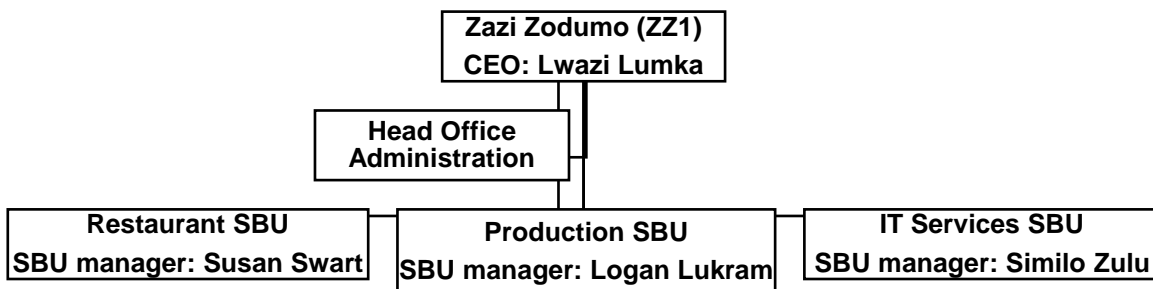 Zazi Zodumo (ZZ1)
CEO: Lwazi Lumka
Head Office
Administration
Restaurant SBU
SBU manager: Susan Swart
Production SBU
SBU manager: Logan Lukram
IT Services SBU
SBU manager: Similo Zulu